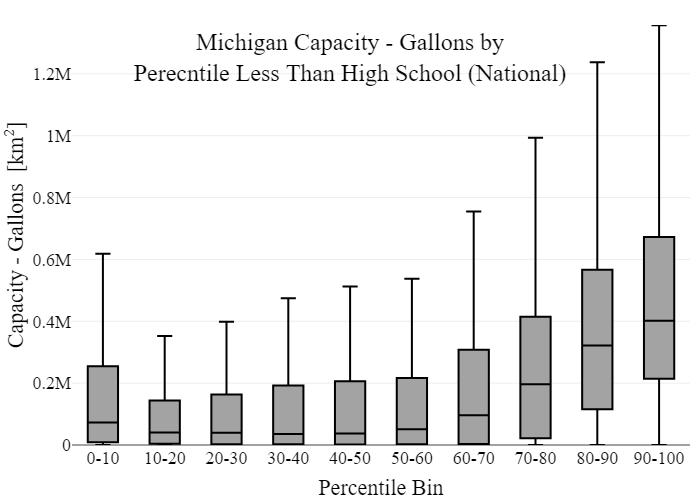 Michigan Capacity - Gallons by
Perecntile Less Than High School (National)
Capacity - Gallons [km²]
1.2M
1M
0.8M
0.6M
0.4M
0.2M
0
0-10 10-20 20-30 30-40 40-50 50-60 60-70 70-80 80-90 90-100
Percentile Bin